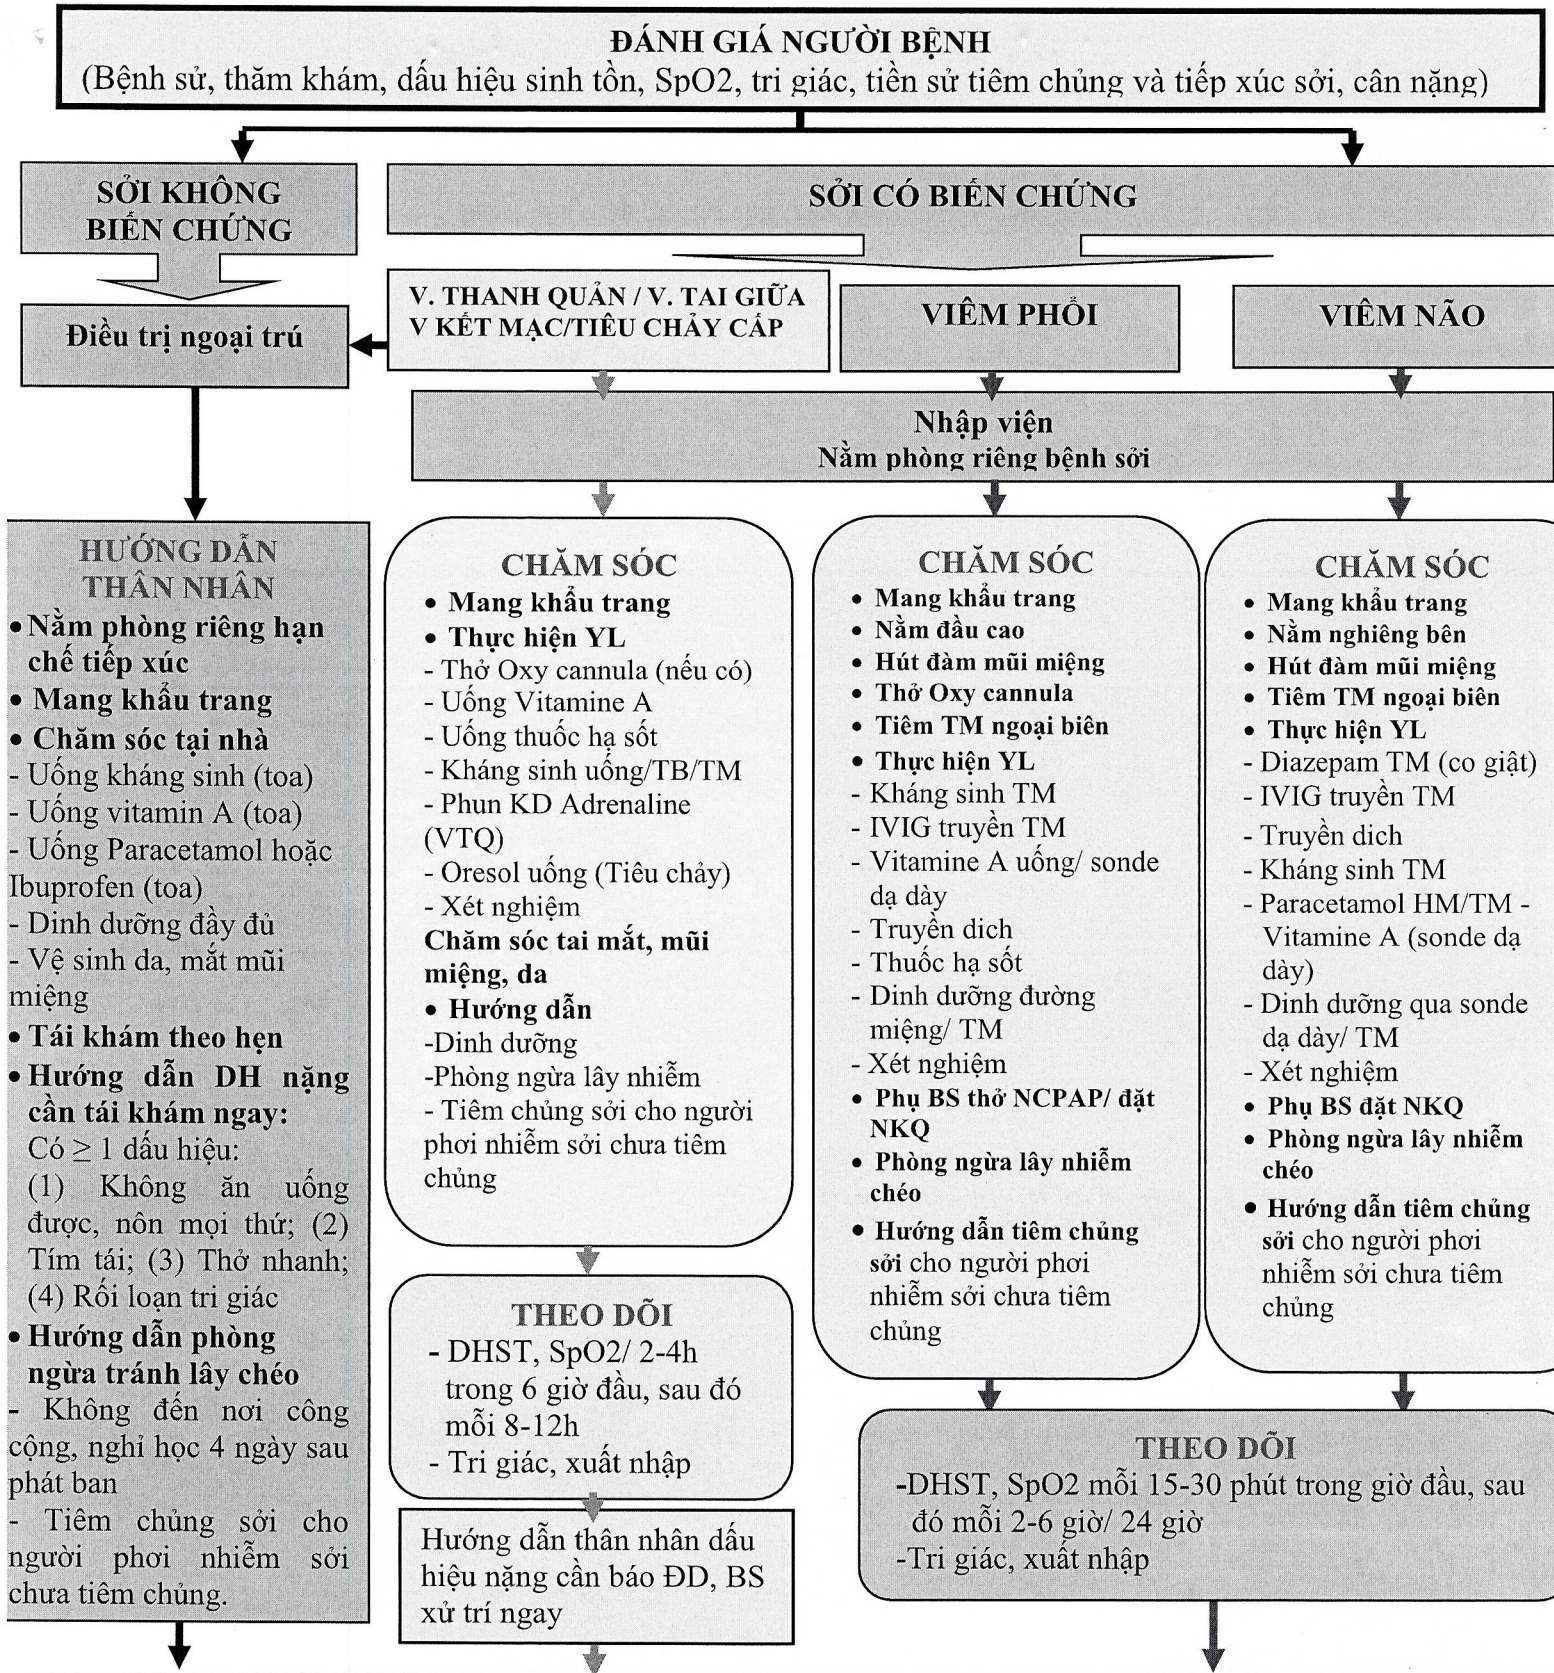 ĐÁNH GIÁ NGƯỜI BỆNH
(Bệnh sử, thăm khám, dấu hiệu sinh tồn, SpO2, tri giác, tiền sử tiêm chủng và tiếp xúc sởi, cân nặng)
SỞI KHÔNG
BIẾN CHỨNG
SỞI CÓ BIẾN CHỨNG
Điều trị ngoại trú
V. THANH QUẢN / V. TAI GIỮA
V KẾT MẠC/TIÊU CHẢY CẤP
VIÊM PHỔI
VIÊM NÃO
Nhập viện
Nằm phòng riêng bệnh sởi
HƯỚNG DẪN
THÂN NHÂN
• Nằm phòng riêng hạn
chế tiếp xúc
• Mang khẩu trang
• Chăm sóc tại nhà
- Uống kháng sinh (toa)
- Uống vitamin A (toa)
- Uống Paracetamol hoặc
Ibuprofen (toa)
- Dinh dưỡng đầy đủ
- Vệ sinh da, mắt mũi
miệng
• Tái khám theo hẹn
• Hướng dẫn DH nặng
cần tái khám ngay:
Có ≥ 1 dấu hiệu:
(1) Không ăn uống
được, nôn mọi thứ; (2)
Tím tái; (3) Thở nhanh;
(4) Rối loạn tri giác
• Hướng dẫn phòng
ngừa tránh lây chéo
- Không đến nơi công
cộng, nghỉ học 4 ngày sau
phát ban
- Tiêm chủng sởi cho
người phơi nhiễm sởi
chưa tiêm chủng.
CHĂM SÓC
• Mang khẩu trang
• Thực hiện YL
- Thở Oxy cannula (nếu có)
- Uống Vitamine A
- Uống thuốc hạ sốt
- Kháng sinh uống/TB/TM
- Phun KD Adrenaline
(VTQ)
- Oresol uống (Tiêu chảy)
- Xét nghiệm
Chăm sóc tai mắt, mũi
miệng, da
• Hướng dẫn
-Dinh dưỡng
-Phòng ngừa lây nhiễm
- Tiêm chủng sởi cho người
phơi nhiễm sởi chưa tiêm
chủng
THEO DÕI
- DHST, SpO2/ 2-4h
trong 6 giờ đầu, sau đó
mỗi 8-12h
- Tri giác, xuất nhập
Hướng dẫn thân nhân dấu
hiệu nặng cần báo ĐD, BS
xử trí ngay
CHĂM SÓC
• Mang khẩu trang
• Nằm đầu cao
• Hút đàm mũi miệng
• Thở Oxy cannula
• Tiêm TM ngoại biên
• Thực hiện YL
- Kháng sinh TM
- IVIG truyền TM
- Vitamine A uống/ sonde
dạ dày
- Truyền dich
- Thuốc hạ sốt
- Dinh dưỡng đường
miệng/ TM
- Xét nghiệm
• Phụ BS thở NCPAP/ đặt
NKQ
• Phòng ngừa lây nhiễm
chéo
• Hướng dẫn tiêm chủng
sởi cho người phơi
nhiễm sởi chưa tiêm
chủng
CHĂM SÓC
• Mang khẩu trang
• Nằm nghiêng bên
• Hút đàm mũi miệng
• Tiêm TM ngoại biên
• Thực hiện YL
- Diazepam TM (co giật)
- IVIG truyền TM
- Truyền dich
- Kháng sinh TM
- Paracetamol HM/TM -
Vitamine A (sonde dạ
dày)
- Dinh dưỡng qua sonde
dạ dày/ TM
- Xét nghiệm
• Phụ BS đặt NKQ
• Phòng ngừa lây nhiễm
chéo
• Hướng dẫn tiêm chủng
sởi cho người phơi
nhiễm sởi chưa tiêm
chủng
THEO DÕI
-DHST, SpO2 mỗi 15-30 phút trong giờ đầu, sau
đó mỗi 2-6 giờ/ 24 giờ
-Tri giác, xuất nhập